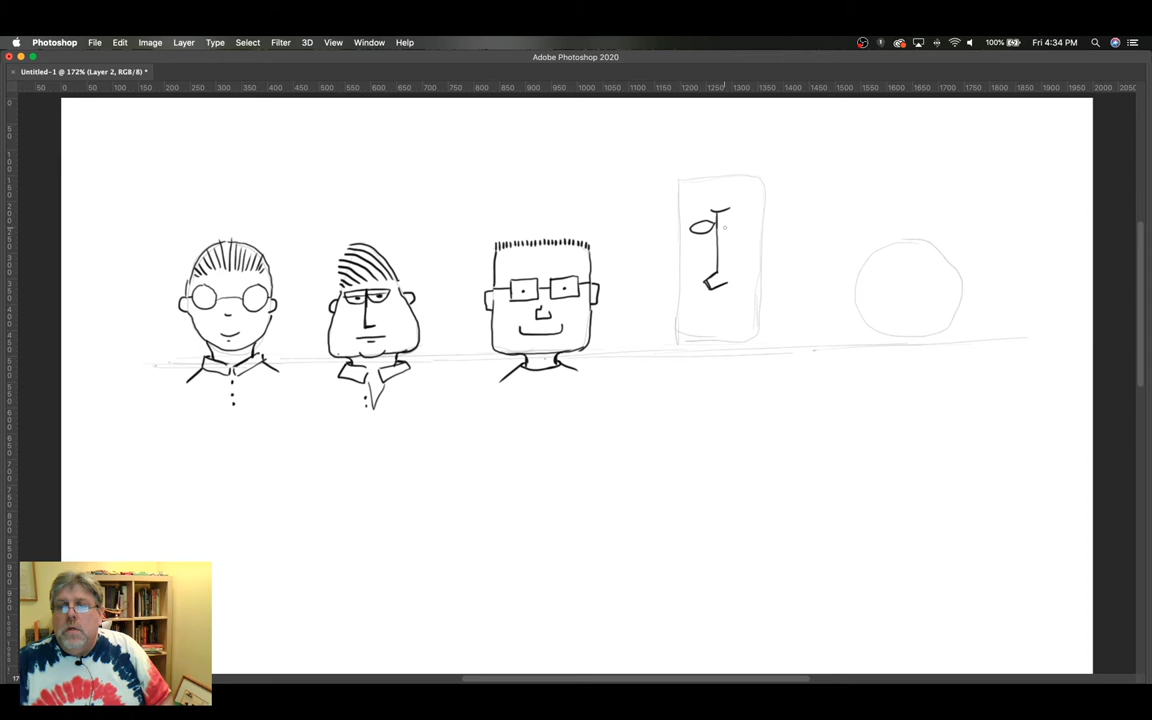 Photoshop File Edit Image Layer Type Select Filter 3D View Window Help 100% Fri 4:34 PM
Adobe Photoshop 2020
Untitled-1 @ 172% (Layer 2, RGB/8) *
50 0 50 100 150 200 250 300 350 400 450 500 550 600 650 700 750 800 850 900 950 1000 1050 1100 1150 1200 1250 1300 1350 1400 1450 1500 1550 1600 1650 1700 1750 1800 1850 1900 1950 2000 2050